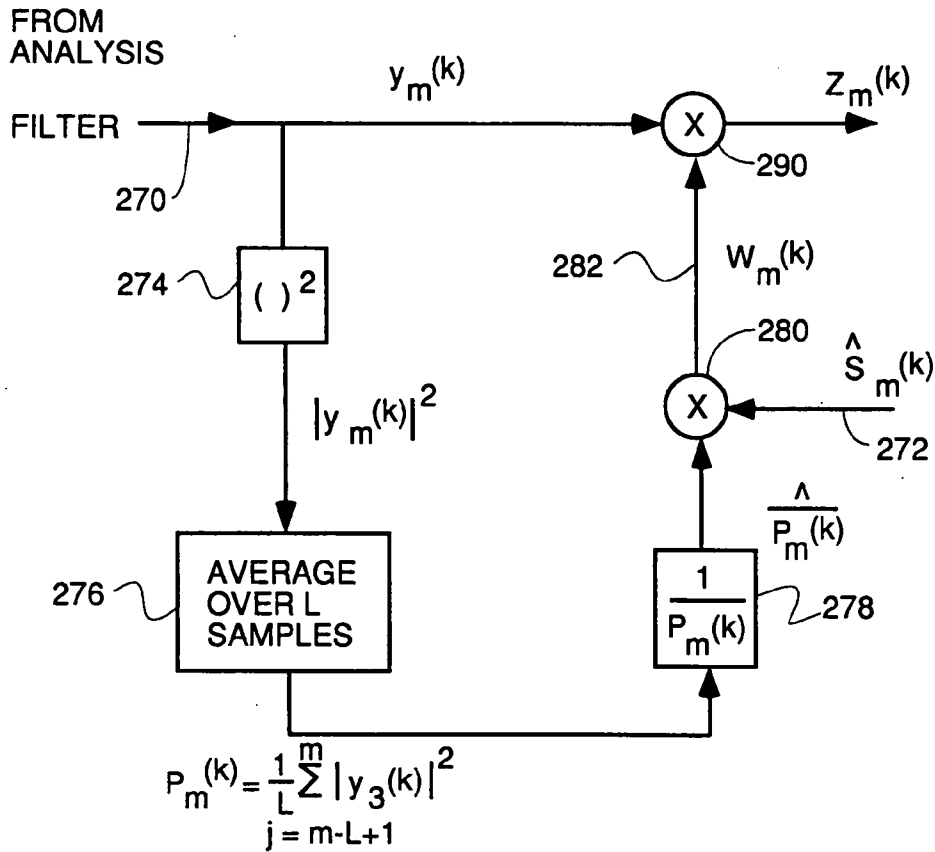 FROM
ANALYSIS
FILTER
y_m(k)
Z_m(k)
X
290
270
274
( )²
282
W_m(k)
280
Ŝ_m(k)
X
272
|y_m(k)|²
^/P_m(k)
276
AVERAGE
OVER L
SAMPLES
1/P_m(k)
278
P_m(k) = 1/L m∑ |y_3(k)|²
j = m-L+1